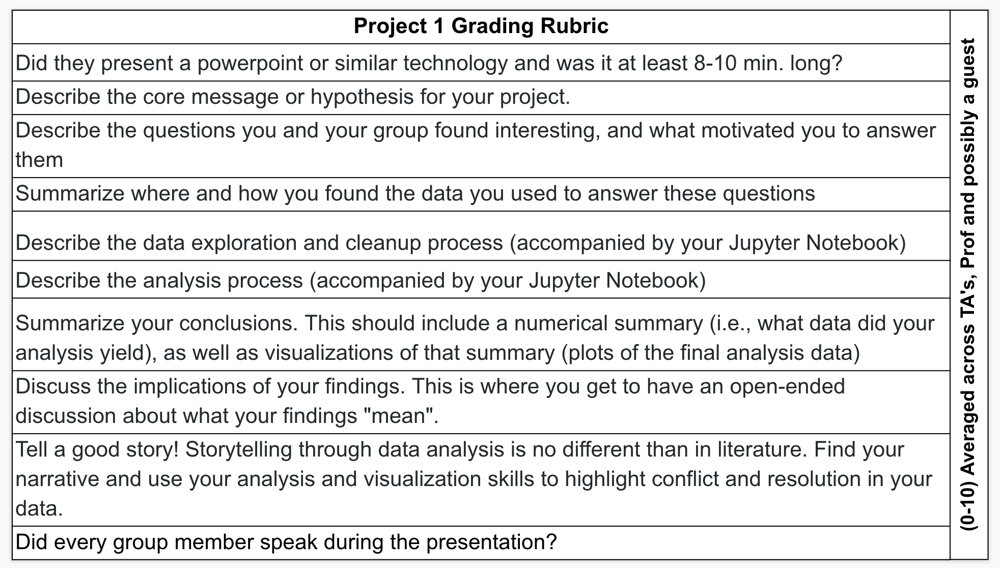 Project 1 Grading Rubric
Did they present a powerpoint or similar technology and was it at least 8-10 min. long?
Describe the core message or hypothesis for your project.
Describe the questions you and your group found interesting, and what motivated you to answer
them
Summarize where and how you found the data you used to answer these questions
Describe the data exploration and cleanup process (accompanied by your Jupyter Notebook)
Describe the analysis process (accompanied by your Jupyter Notebook)
Summarize your conclusions. This should include a numerical summary (i.e., what data did your
analysis yield), as well as visualizations of that summary (plots of the final analysis data)
Discuss the implications of your findings. This is where you get to have an open-ended
discussion about what your findings "mean".
Tell a good story! Storytelling through data analysis is no different than in literature. Find your
narrative and use your analysis and visualization skills to highlight conflict and resolution in your
data.
Did every group member speak during the presentation?
(0-10) Averaged across TA's, Prof and possibly a guest